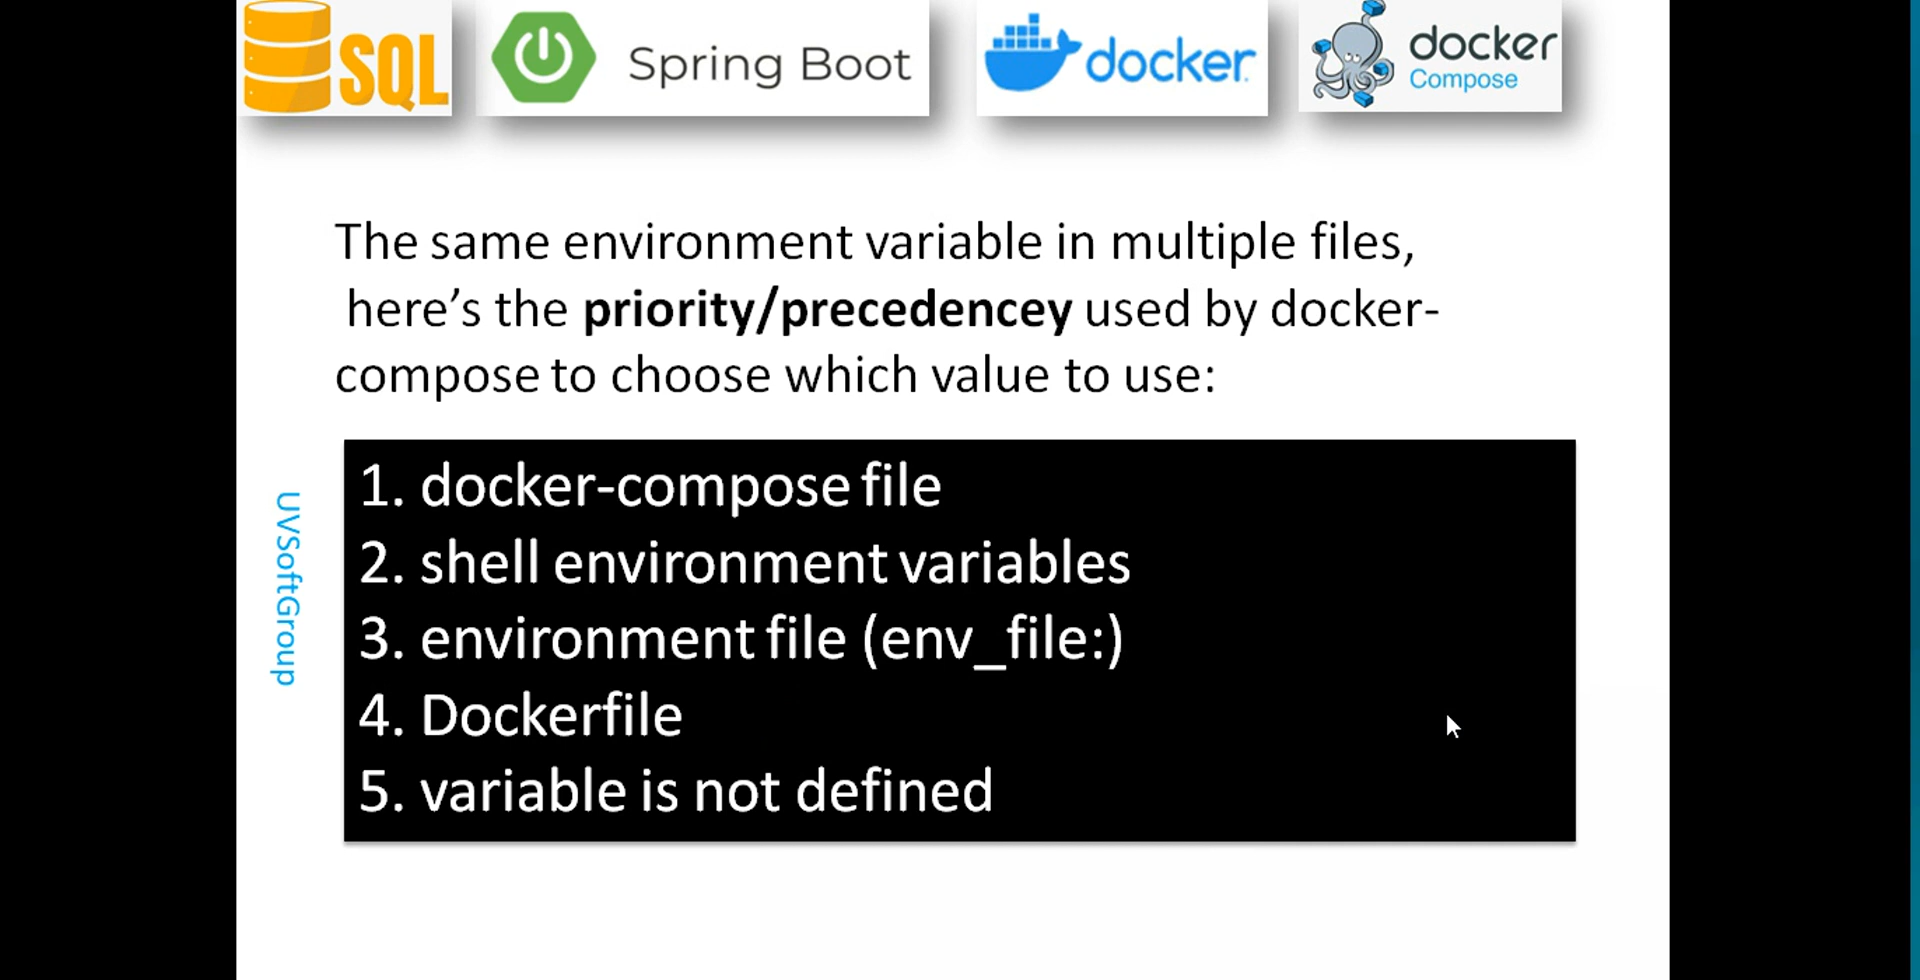 SQL
Spring Boot
docker
docker
Compose
The same environment variable in multiple files,
here’s the priority/precedencey used by docker-
compose to choose which value to use:
UVSoftGroup
1. docker-compose file
2. shell environment variables
3. environment file (env_file:)
4. Dockerfile
5. variable is not defined